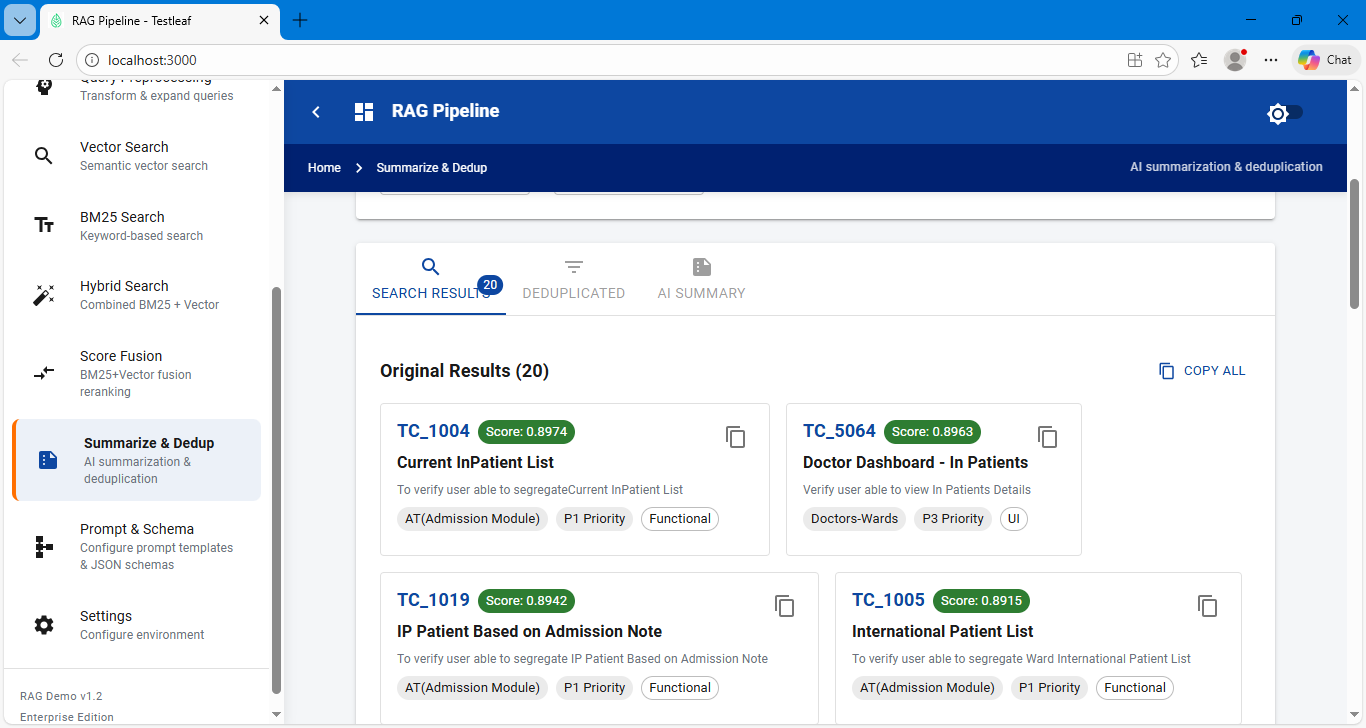 RAG Pipeline - Testleaf
localhost:3000
Chat
Query Preprocessing
Transform & expand queries
Vector Search
Semantic vector search
BM25 Search
Keyword-based search
Hybrid Search
Combined BM25 + Vector
Score Fusion
BM25+Vector fusion
reranking
Summarize & Dedup
AI summarization &
deduplication
Prompt & Schema
Configure prompt templates
& JSON schemas
Settings
Configure environment
RAG Demo v1.2
Enterprise Edition
RAG Pipeline
Home
Summarize & Dedup
AI summarization & deduplication
SEARCH RESULTS 20
DEDUPLICATED
AI SUMMARY
Original Results (20)
COPY ALL
TC_1004 Score: 0.8974
Current InPatient List
To verify user able to segregateCurrent InPatient List
AT(Admission Module) P1 Priority Functional
TC_5064 Score: 0.8963
Doctor Dashboard - In Patients
Verify user able to view In Patients Details
Doctors-Wards P3 Priority UI
TC_1019 Score: 0.8942
IP Patient Based on Admission Note
To verify user able to segregate IP Patient Based on Admission Note
AT(Admission Module) P1 Priority Functional
TC_1005 Score: 0.8915
International Patient List
To verify user able to segregate Ward International Patient List
AT(Admission Module) P1 Priority Functional